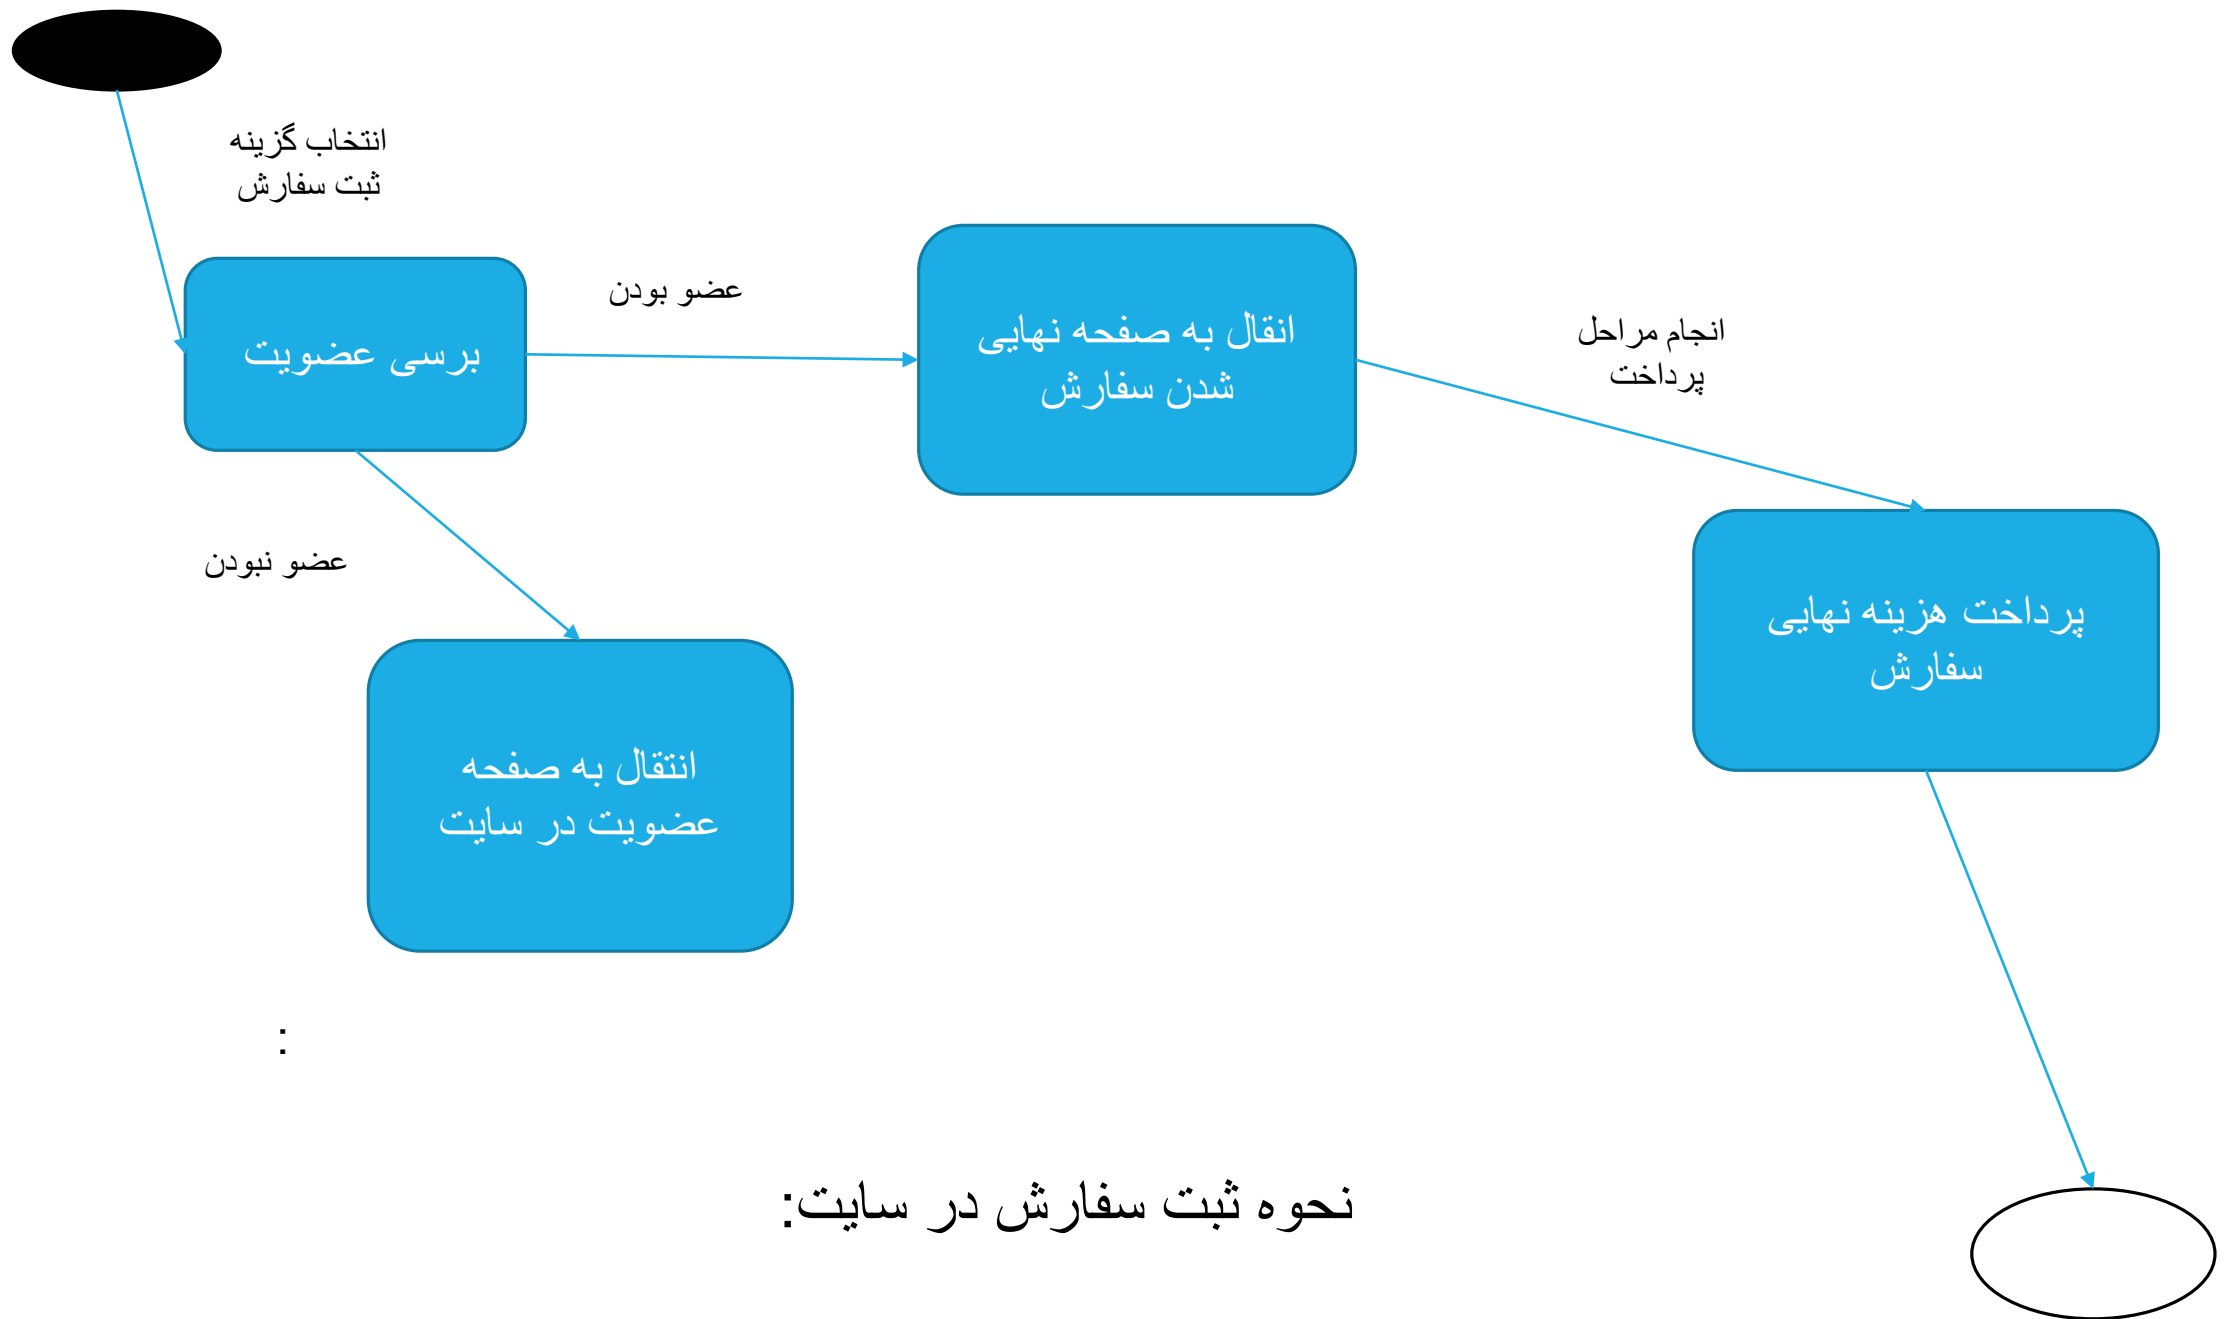 انتخاب گزینه
ثبت سفارش
برسی عضویت
عضو بودن
انقال به صفحه نهایی
شدن سفارش
انجام مراحل
پرداخت
عضو نبودن
پرداخت هزینه نهایی
سفارش
انتقال به صفحه
عضویت در سایت
:
نحوه ثبت سفارش در سایت: